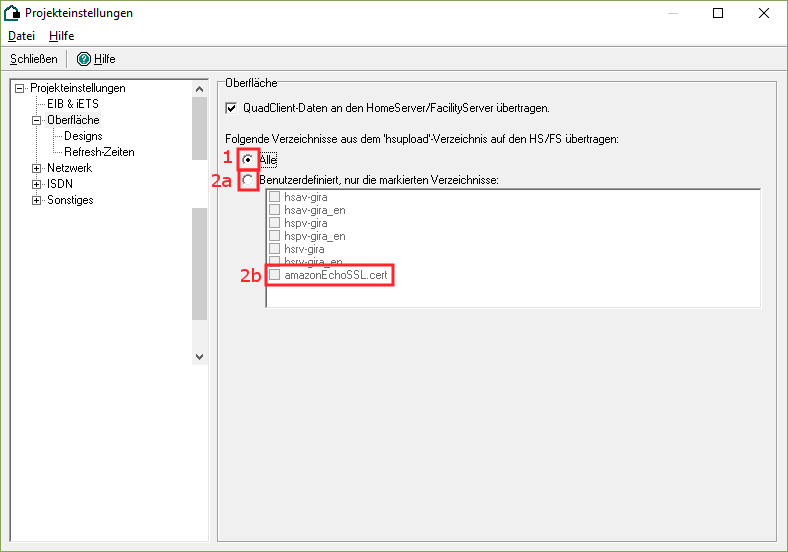 Projekteinstellungen
Datei Hilfe
Schließen Hilfe
Projekteinstellungen
EIB & iETS
Oberfläche
Designs
Refresh-Zeiten
Netzwerk
ISDN
Sonstiges
Oberfläche
QuadClient-Daten an den HomeServer/FacilityServer übertragen.
Folgende Verzeichnisse aus dem 'hsupload'-Verzeichnis auf den HS/FS übertragen:
1 Alle
2a Benutzerdefiniert, nur die markierten Verzeichnisse:
hsav-gira
hsav-gira_en
hspv-gira
hspv-gira_en
hsrv-gira
hsrv-gira_en
2b amazonEchoSSL.cert